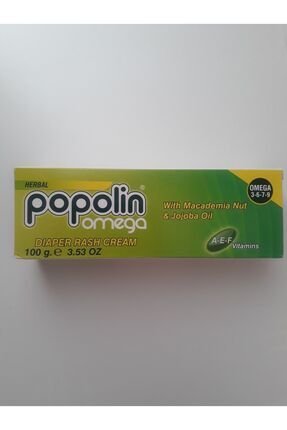 HERBAL
popolin®
omega
DIAPER RASH CREAM
100 g. ℮ 3.53 OZ
With Macademia Nut
& Jojoba Oil
OMEGA
3-6-7-9
A-E-F
Vitamins